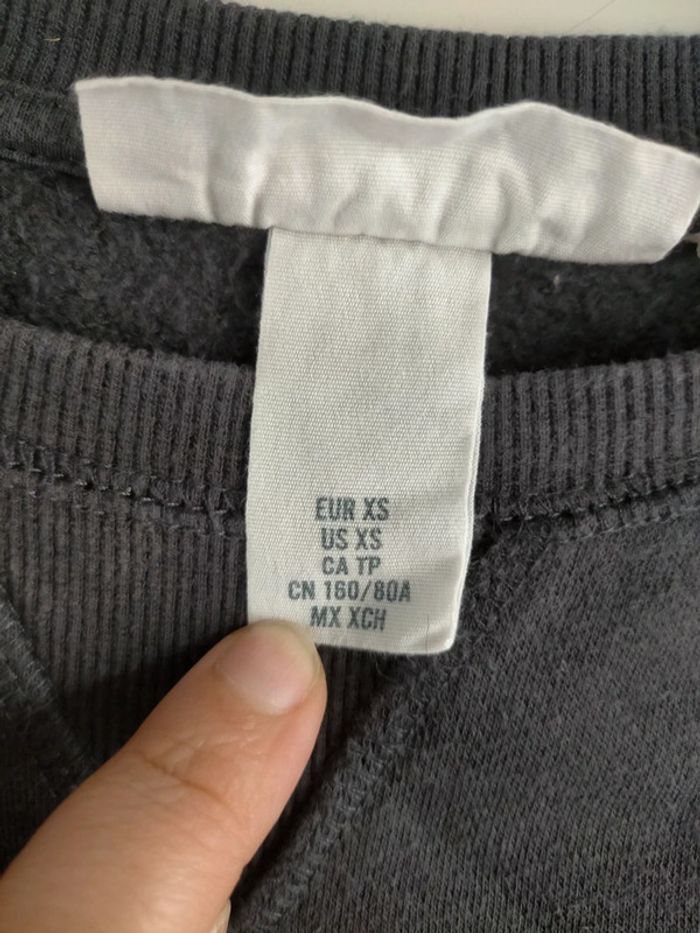 EUR XS
US XS
CA TP
CN 160/80A
MX XCH